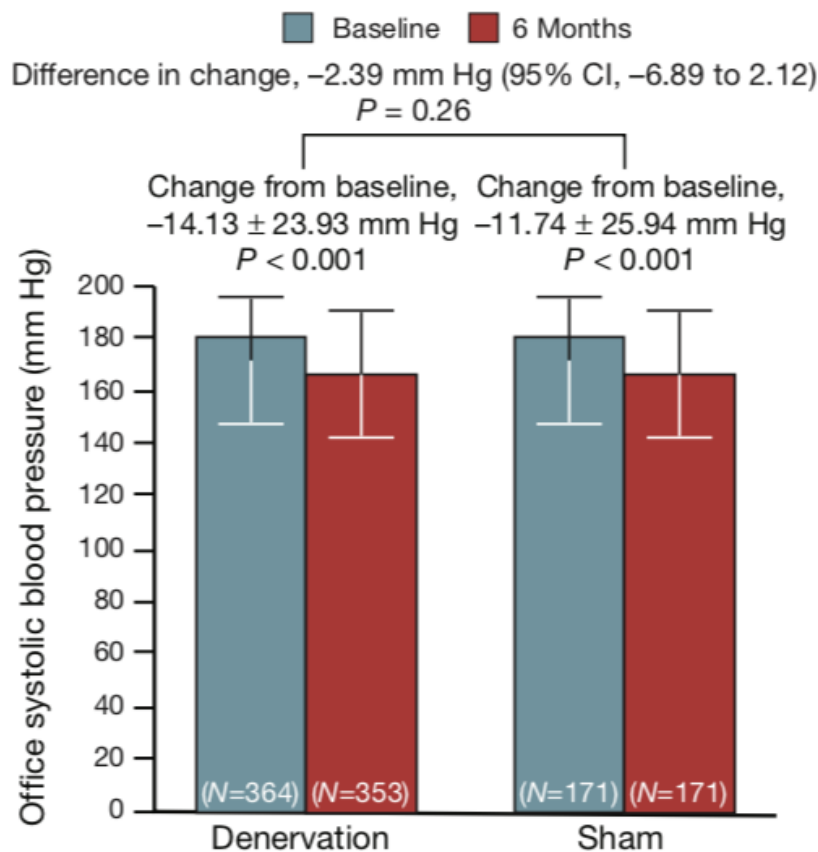 Baseline 6 Months
Difference in change, –2.39 mm Hg (95% CI, –6.89 to 2.12)
P = 0.26
Change from baseline, Change from baseline,
–14.13 ± 23.93 mm Hg –11.74 ± 25.94 mm Hg
P < 0.001 P < 0.001
Office systolic blood pressure (mm Hg)
200
180
160
140
120
100
80
60
40
20
0
(N=364) (N=353) (N=171) (N=171)
Denervation Sham